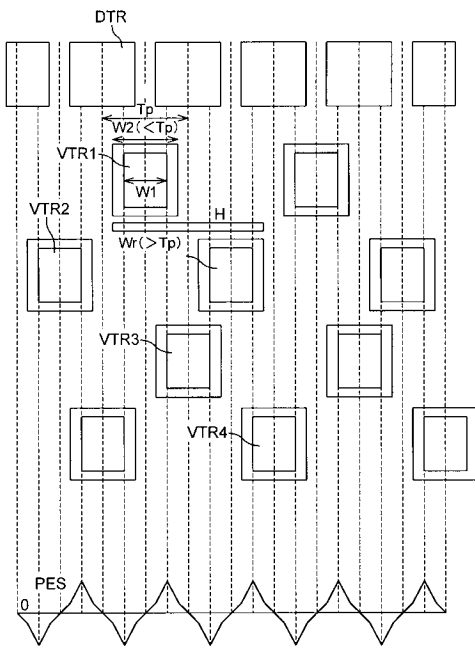 DTR
Tp
W2(<Tp)
VTR1
W1
H
VTR2
Wr(>Tp)
VTR3
VTR4
PES
0